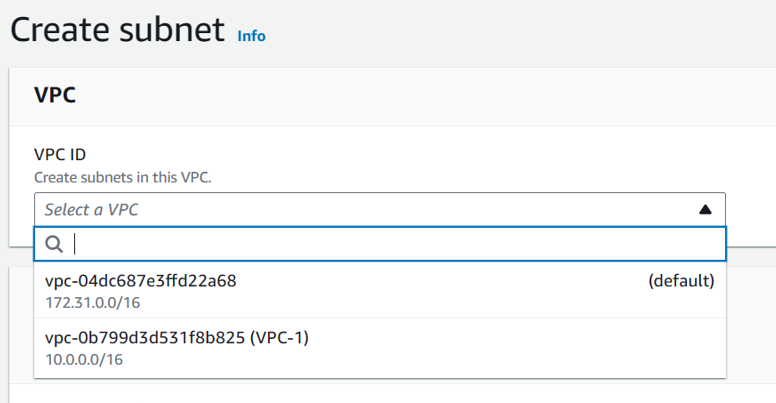 Create subnet Info
VPC
VPC ID
Create subnets in this VPC.
Select a VPC
vpc-04dc687e3ffd22a68 (default)
172.31.0.0/16
vpc-0b799d3d531f8b825 (VPC-1)
10.0.0.0/16